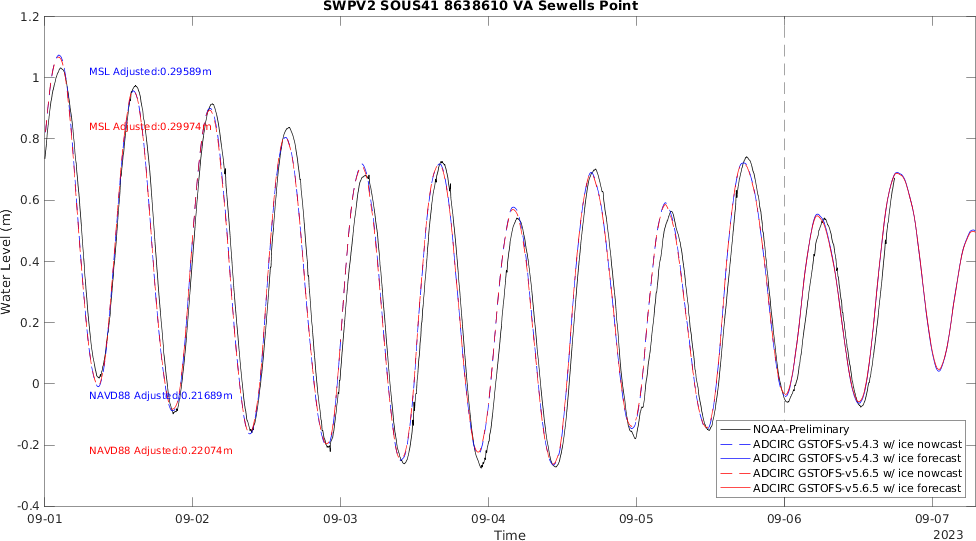 SWPV2 SOUS41 8638610 VA Sewells Point
1.2
1
0.8
0.6
0.4
0.2
0
-0.2
-0.4
Water Level (m)
MSL Adjusted:0.29589m
MSL Adjusted:0.29974m
NAVD88 Adjusted:0.21689m
NAVD88 Adjusted:0.22074m
NOAA-Preliminary
ADCIRC GSTOFS-v5.4.3 w/ ice nowcast
ADCIRC GSTOFS-v5.4.3 w/ ice forecast
ADCIRC GSTOFS-v5.6.5 w/ ice nowcast
ADCIRC GSTOFS-v5.6.5 w/ ice forecast
09-01 09-02 09-03 09-04 09-05 09-06 09-07
Time
2023